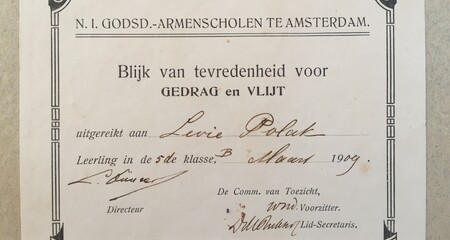 N. I. GODSD.-ARMENSCHOLEN TE AMSTERDAM.
Blijk van tevredenheid voor
GEDRAG en VLIJT
uitgereikt aan Levie Polak
Leerling in de 5de klasse, B Maart 1909.
De Comm. van Toezicht,
wnd. Voorzitter.
Directeur
Lid-Secretaris.